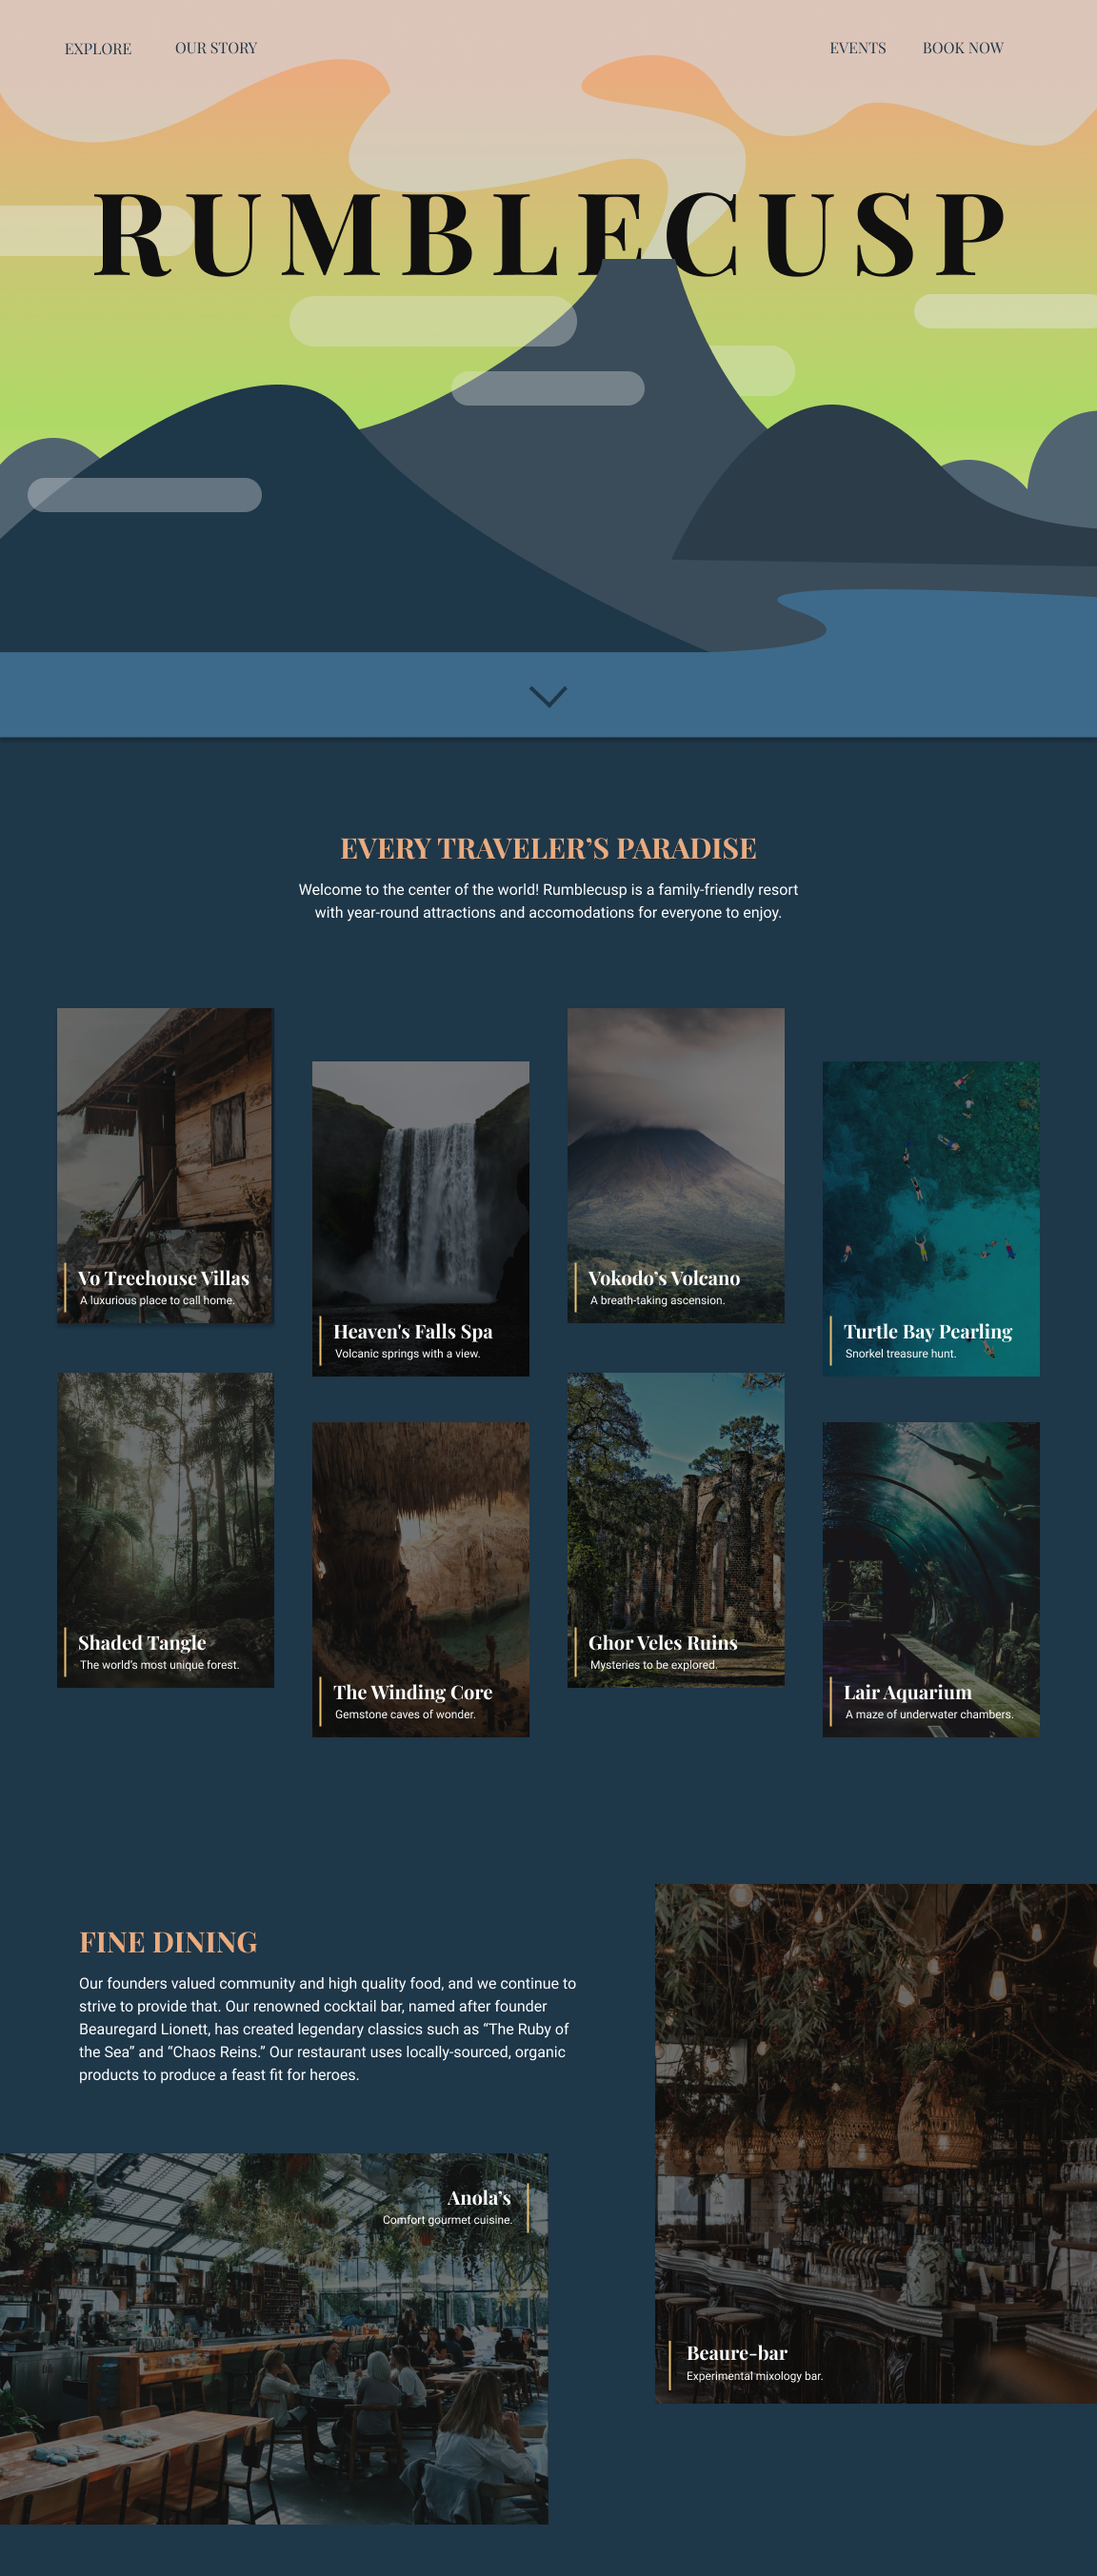 EXPLORE
OUR STORY
EVENTS
BOOK NOW
RUMBLECUSP
EVERY TRAVELER’S PARADISE
Welcome to the center of the world! Rumblecusp is a family-friendly resort
with year-round attractions and accomodations for everyone to enjoy.
Vo Treehouse Villas
A luxurious place to call home.
Heaven's Falls Spa
Volcanic springs with a view.
Vokodo’s Volcano
A breath-taking ascension.
Turtle Bay Pearling
Snorkel treasure hunt.
Shaded Tangle
The world's most unique forest.
The Winding Core
Gemstone caves of wonder.
Ghor Veles Ruins
Mysteries to be explored.
Lair Aquarium
A maze of underwater chambers.
FINE DINING
Our founders valued community and high quality food, and we continue to
strive to provide that. Our renowned cocktail bar, named after founder
Beauregard Lionett, has created legendary classics such as “The Ruby of
the Sea” and “Chaos Reins.” Our restaurant uses locally-sourced, organic
products to produce a feast fit for heroes.
Anola’s
Comfort gourmet cuisine.
Beaure-bar
Experimental mixology bar.